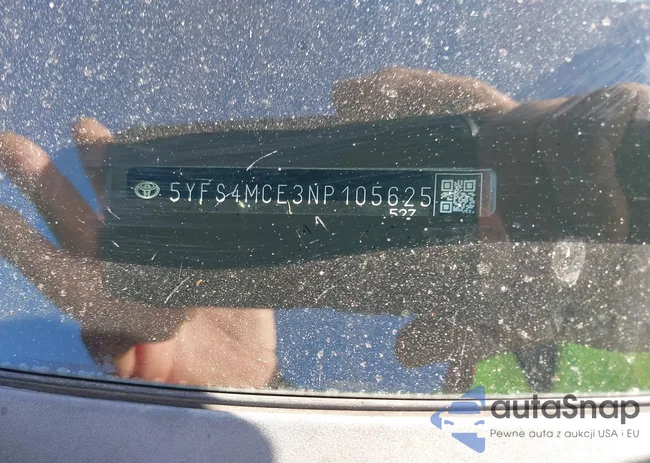 5YFS4MCE3NP105625
527
autaSnap
Pewne auta z aukcji USA i EU